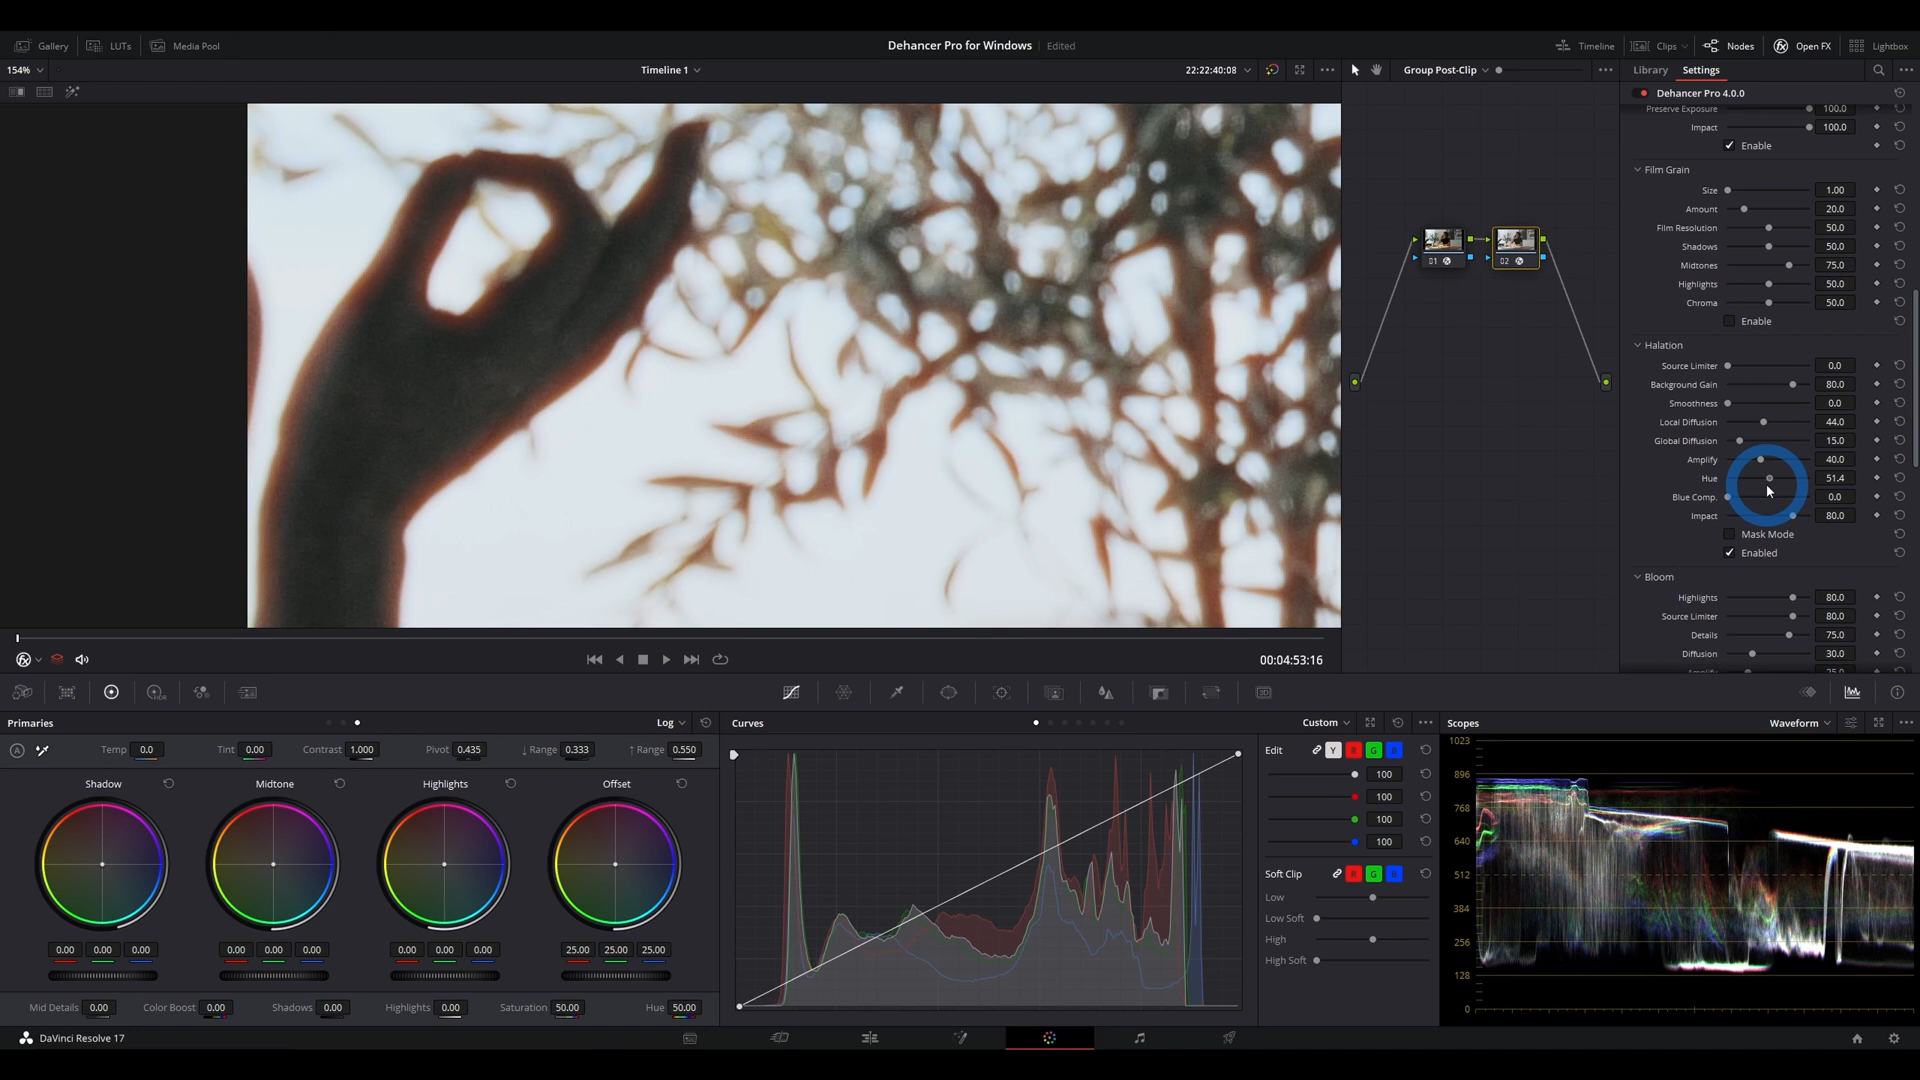 Gallery LUTs Media Pool Dehancer Pro for Windows Edited Timeline Clips Nodes Open FX Lightbox
154% Timeline 1 22:22:40:08 Group Post-Clip Library Settings
Dehancer Pro 4.0.0
Preserve Exposure 100.0
Impact 100.0
Enable
Film Grain
Size 1.00
Amount 20.0
Film Resolution 50.0
Shadows 50.0
Midtones 75.0
Highlights 50.0
Chroma 50.0
Enable
01 02
Halation
Source Limiter 0.0
Background Gain 80.0
Smoothness 0.0
Local Diffusion 44.0
Global Diffusion 15.0
Amplify 40.0
Hue 51.4
Blue Comp. 0.0
Impact 80.0
Mask Mode
Enabled
Bloom
Highlights 80.0
Source Limiter 80.0
Details 75.0
Diffusion 30.0
00:04:53:16
Primaries Log Curves Custom Scopes Waveform
Temp 0.0 Tint 0.00 Contrast 1.000 Pivot 0.435 ↓ Range 0.333 ↑ Range 0.550
Shadow Midtone Highlights Offset
0.00 0.00 0.00 0.00 0.00 0.00 0.00 0.00 0.00 25.00 25.00 25.00
Mid Details 0.00 Color Boost 0.00 Shadows 0.00 Highlights 0.00 Saturation 50.00 Hue 50.00
Edit Y R G B
100
100
100
100
Soft Clip R G B
Low
Low Soft
High
High Soft
1023
896
768
640
512
384
256
128
0
DaVinci Resolve 17